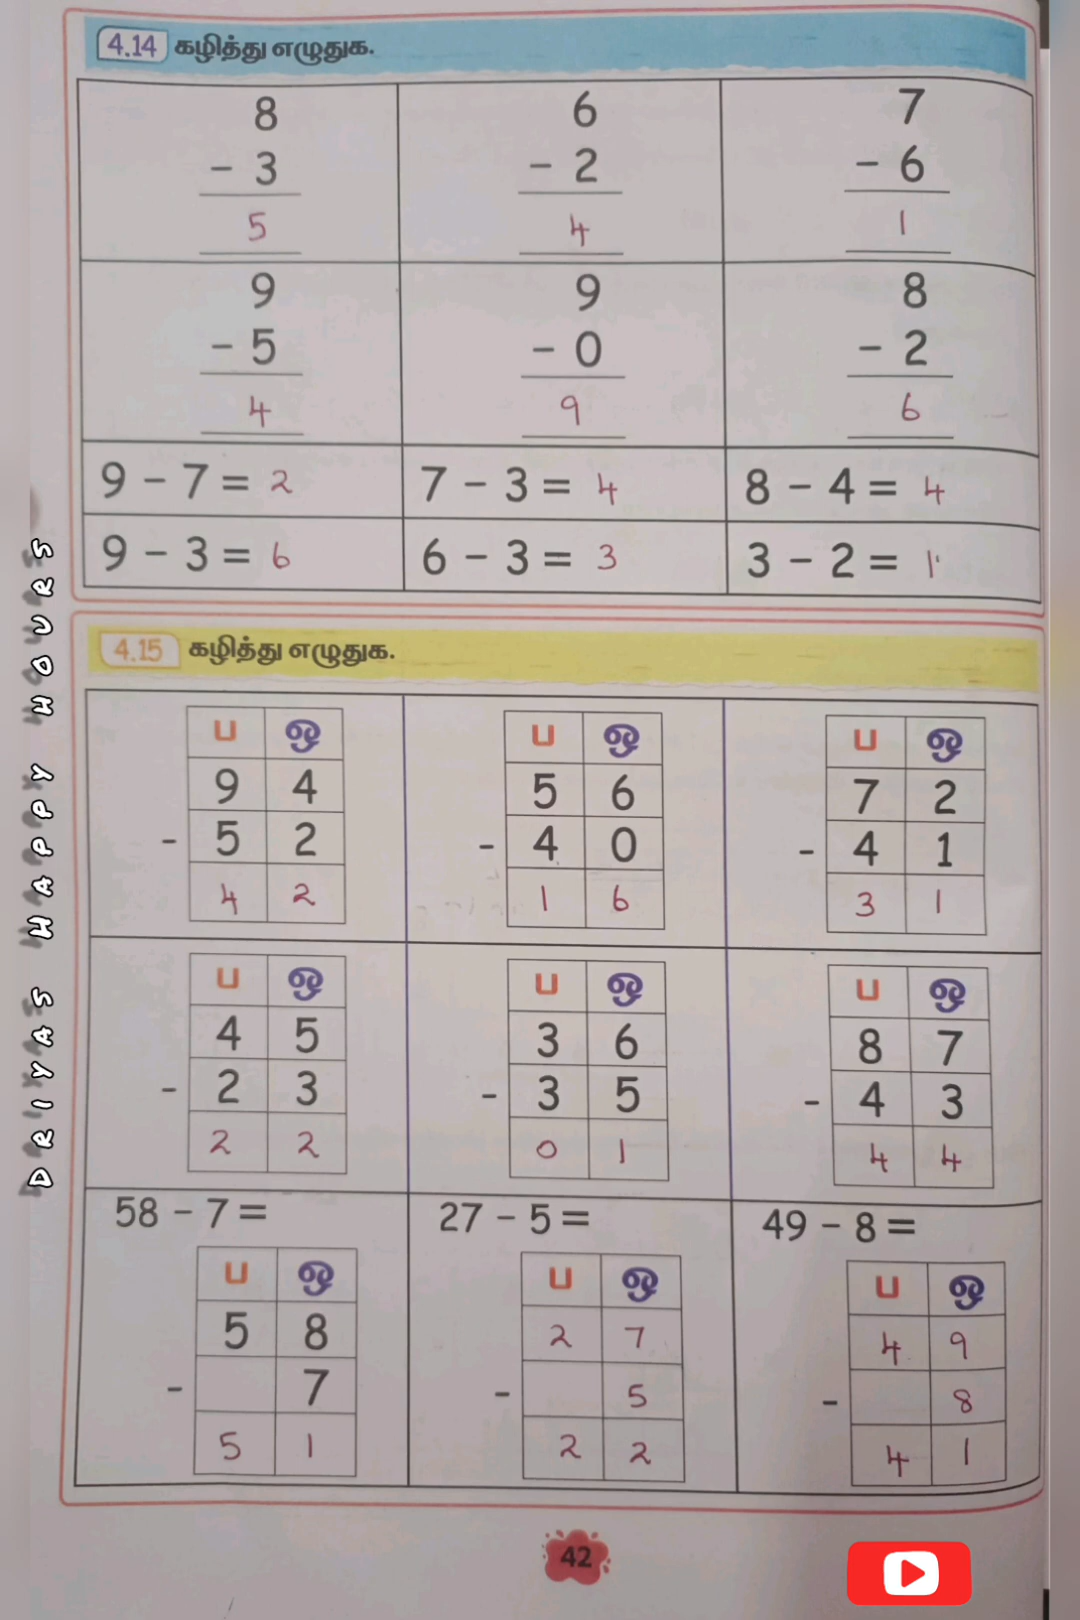 4.14 கழித்து எழுதுக.
8 6 7
- 3 - 2 - 6
5 4 1
9 9 8
- 5 - 0 - 2
4 9 6
9 - 7 = 2 7 - 3 = 4 8 - 4 = 4
9 - 3 = 6 6 - 3 = 3 3 - 2 = 1
4.15 கழித்து எழுதுக.
ப ஒ ப ஒ ப ஒ
9 4 5 6 7 2
- 5 2 - 4 0 - 4 1
4 2 1 6 3 1
ப ஒ ப ஒ ப ஒ
4 5 3 6 8 7
- 2 3 - 3 5 - 4 3
2 2 0 1 4 4
58 - 7 = 27 - 5 = 49 - 8 =
ப ஒ ப ஒ ப ஒ
5 8 2 7 4 9
- 7 - 5 - 8
5 1 2 2 4 1
42
DRIYAS HAPPY HOURS